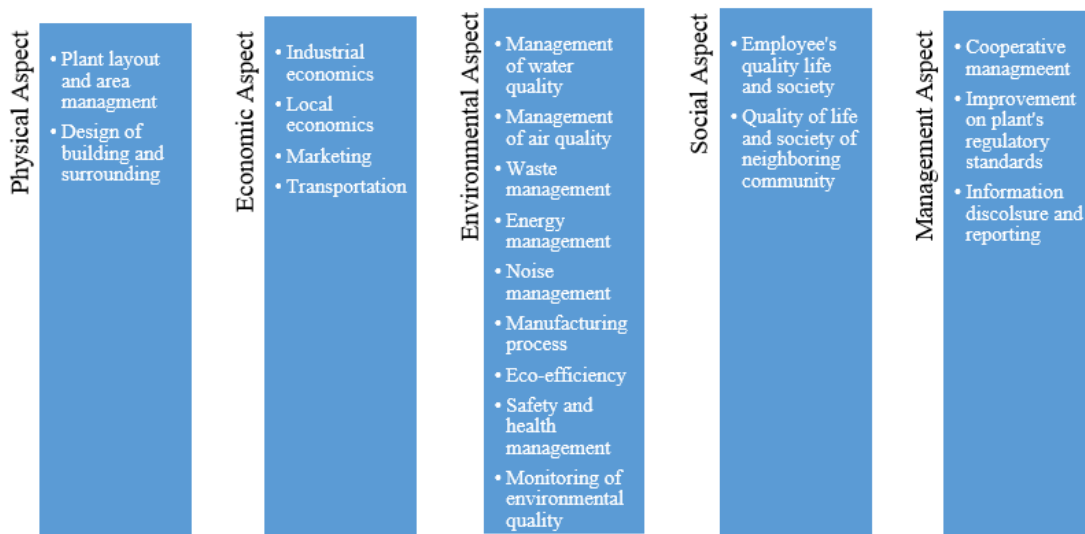 Physical Aspect
• Plant layout
and area
managment
• Design of
building and
surrounding
Economic Aspect
• Industrial
economics
• Local
economics
• Marketing
• Transportation
Environmental Aspect
• Management
of water
quality
• Management
of air quality
• Waste
management
• Energy
management
• Noise
management
• Manufacturing
process
• Eco-efficiency
• Safety and
health
management
• Monitoring of
environmental
quality
Social Aspect
• Employee's
quality life
and society
• Quality of life
and society of
neighboring
community
Management Aspect
• Cooperative
managmeent
• Improvement
on plant's
regulatory
standards
• Information
discolsure and
reporting